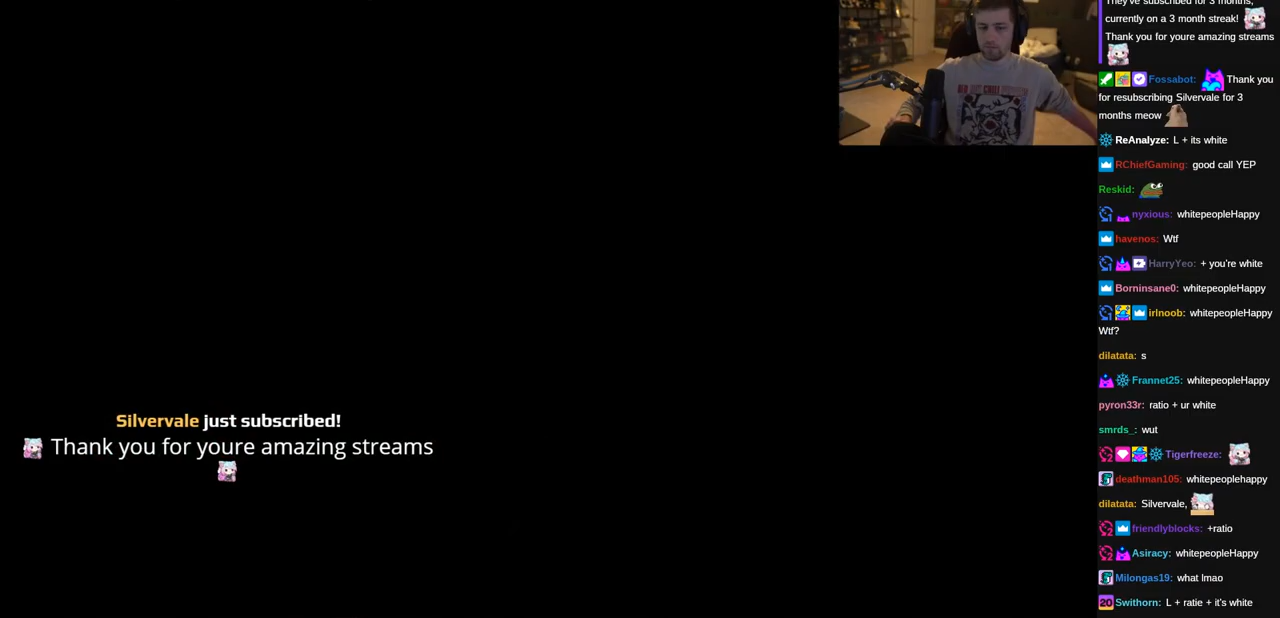 They've subscribed for 3 months,
currently on a 3 month streak!
Thank you for youre amazing streams
Fossabot: Thank you
for resubscribing Silvervale for 3
months meow
ReAnalyze: L + its white
RChiefGaming: good call YEP
Reskid:
nyxious: whitepeopleHappy
havenos: Wtf
HarryYeo: + you're white
Borninsane0: whitepeopleHappy
irlnoob: whitepeopleHappy
Wtf?
dilatata: s
Frannet25: whitepeopleHappy
pyron33r: ratio + ur white
smrds_: wut
Tigerfreeze:
deathman105: whitepeoplehappy
dilatata: Silvervale,
friendlyblocks: +ratio
Asiracy: whitepeopleHappy
Milongas19: what lmao
20 Swithorn: L + ratie + it's white
Silvervale just subscribed!
Thank you for youre amazing streams